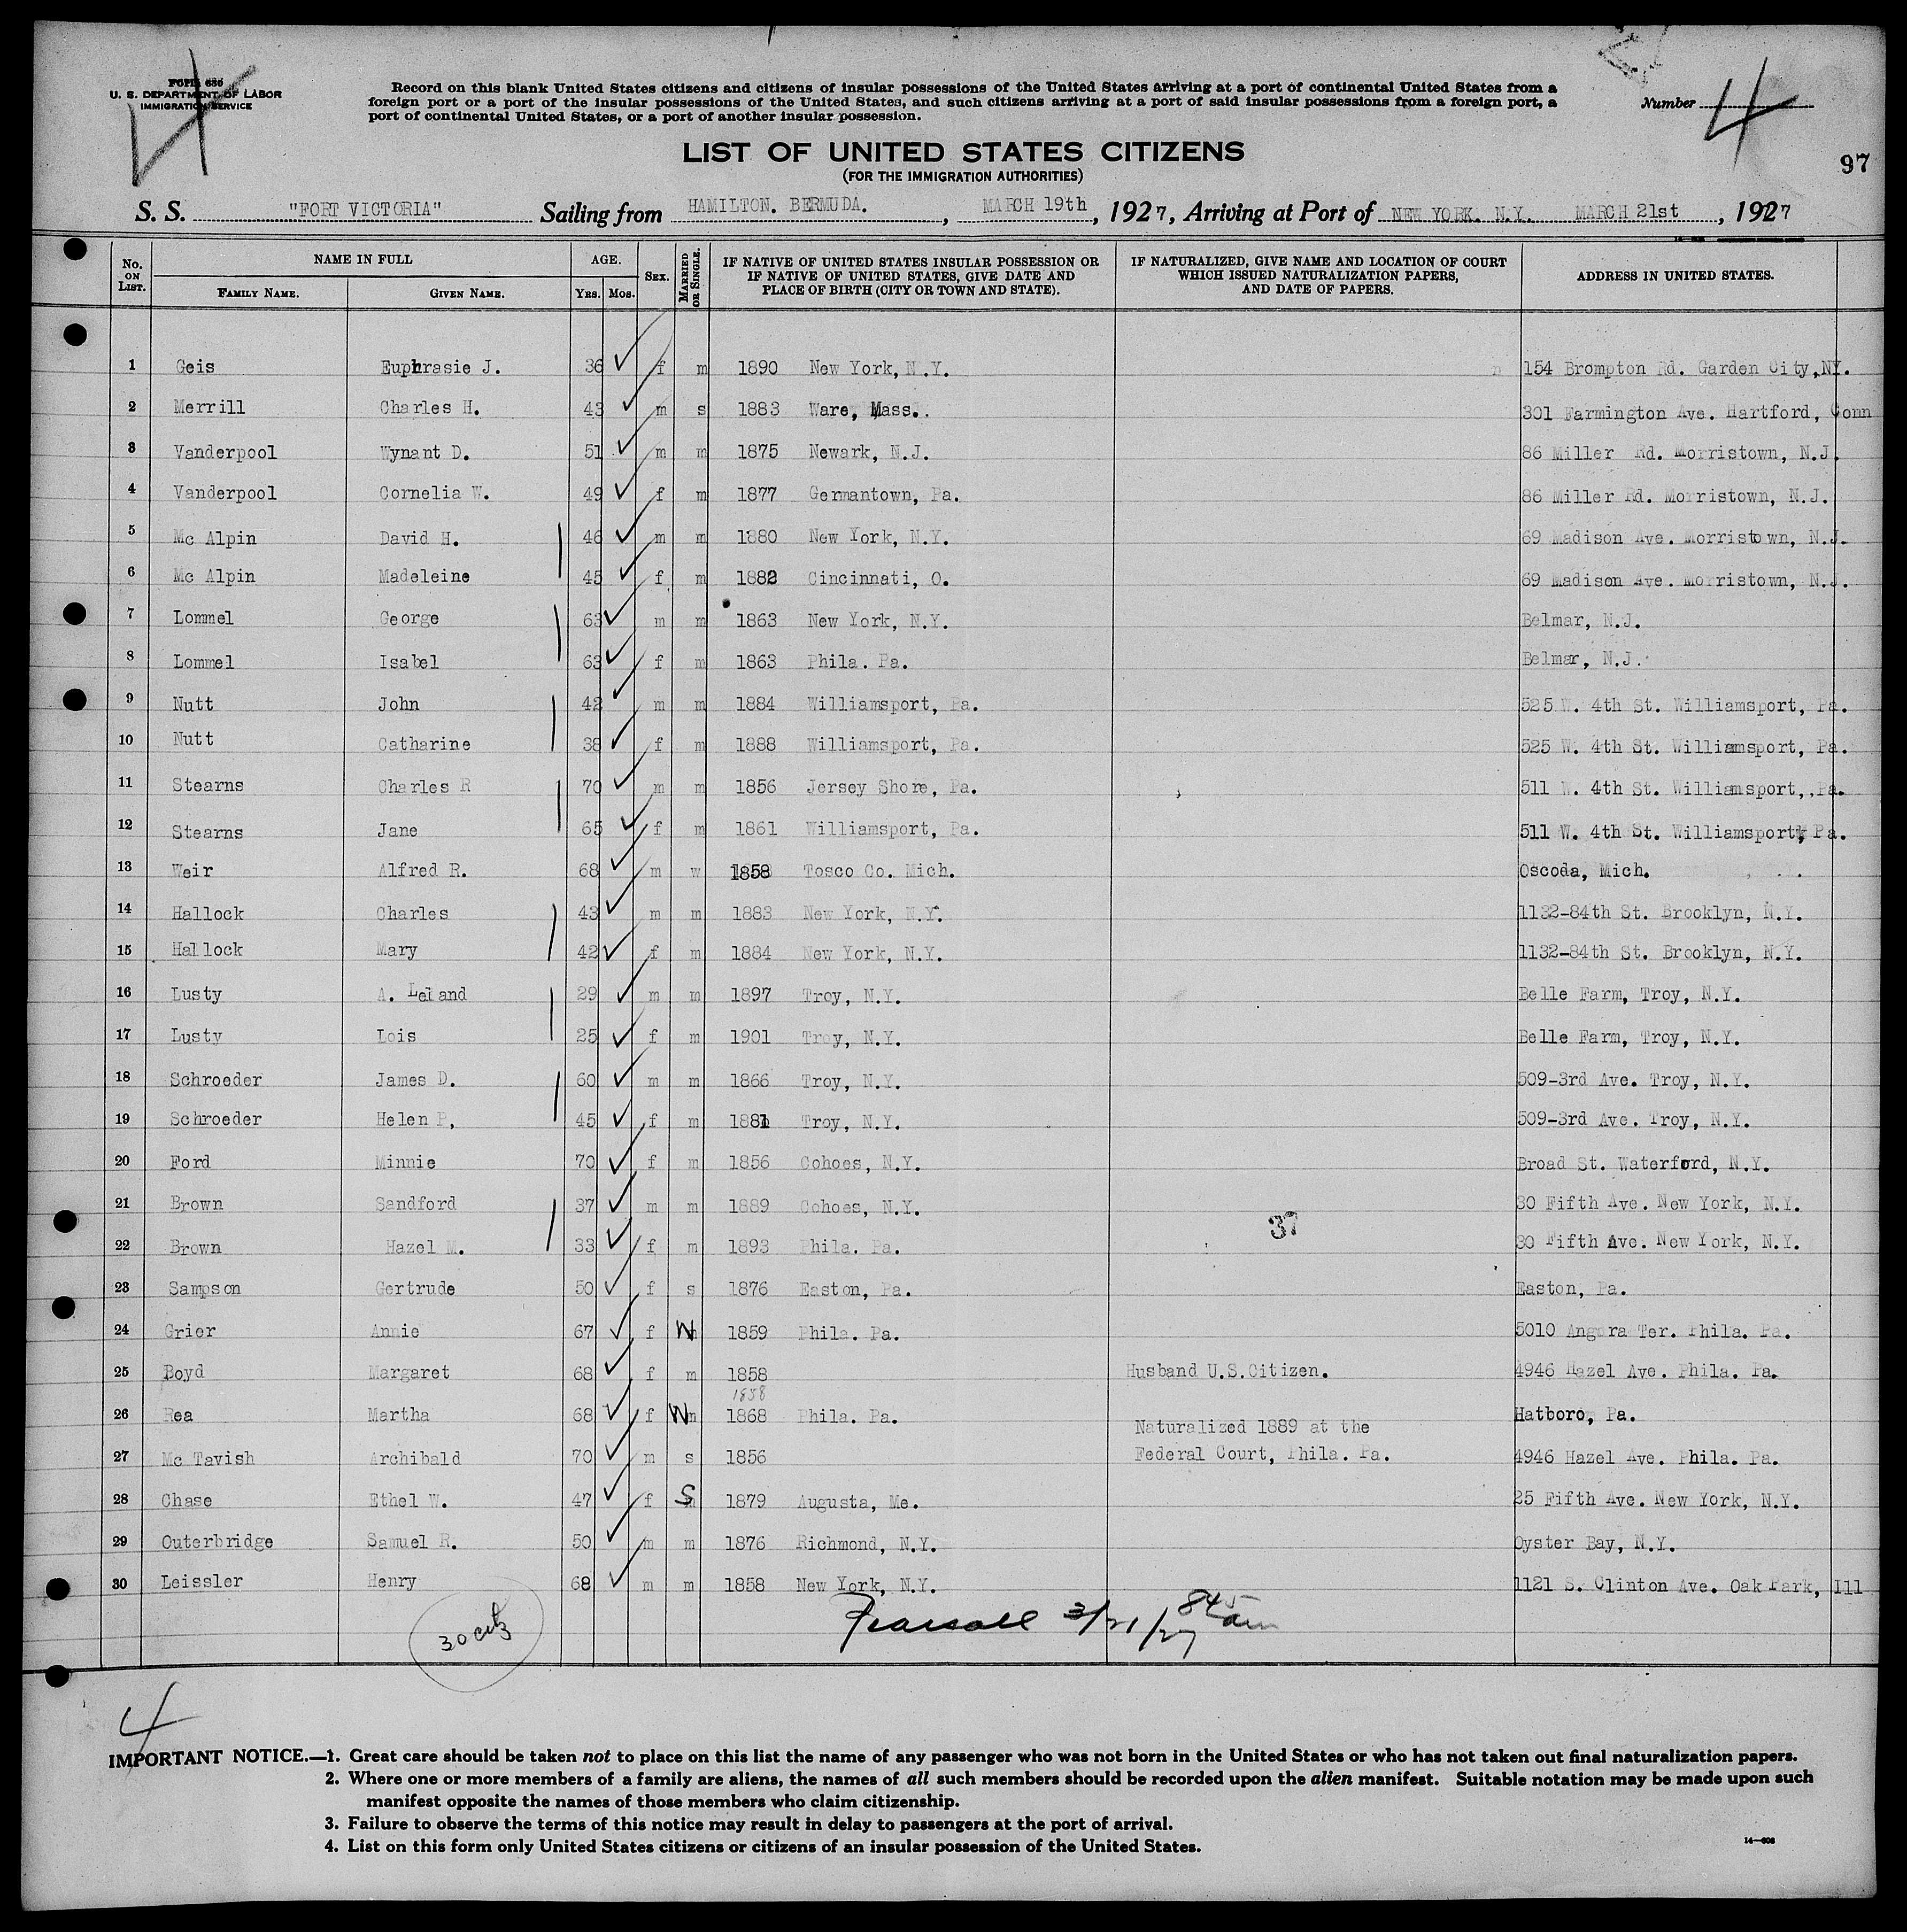 FORM 630
U. S. DEPARTMENT OF LABOR
IMMIGRATION SERVICE
Record on this blank United States citizens and citizens of insular possessions of the United States arriving at a port of continental United States from a
foreign port or a port of the insular possessions of the United States, and such citizens arriving at a port of said insular possessions from a foreign port, a
port of continental United States, or a port of another insular possession.
Number 4
4
97
LIST OF UNITED STATES CITIZENS
(FOR THE IMMIGRATION AUTHORITIES)
S. S. "FORT VICTORIA" Sailing from HAMILTON. BERMUDA. , MARCH 19th , 1927, Arriving at Port of NEW YORK. N.Y. MARCH 21st , 1927
No. ON LIST. NAME IN FULL FAMILY NAME. GIVEN NAME. AGE. YRS. MOS. SEX. MARRIED OR SINGLE. IF NATIVE OF UNITED STATES INSULAR POSSESSION OR IF NATIVE OF UNITED STATES, GIVE DATE AND PLACE OF BIRTH (CITY OR TOWN AND STATE). IF NATURALIZED, GIVE NAME AND LOCATION OF COURT WHICH ISSUED NATURALIZATION PAPERS, AND DATE OF PAPERS. ADDRESS IN UNITED STATES.
1 Geis Euphrasie J. 36 f m 1890 New York, N.Y. 154 Brompton Rd. Garden City,NY.
2 Merrill Charles H. 43 m s 1883 Ware, Mass.. 301 Farmington Ave. Hartford, Conn
3 Vanderpool Wynant D. 51 m m 1875 Newark, N.J. 86 Miller Rd. Morristown, N.J.
4 Vanderpool Cornelia W. 49 f m 1877 Germantown, Pa. 86 Miller Rd. Morristown, N.J.
5 Mc Alpin David H. 46 m m 1880 New York, N.Y. 69 Madison Ave. Morristown, N.J.
6 Mc Alpin Madeleine 45 f m 1882 Cincinnati, O. 69 Madison Ave. Morristown, N.J.
7 Lommel George 63 m m 1863 New York, N.Y. Belmar, N.J.
8 Lommel Isabel 63 f m 1863 Phila. Pa. Belmar, N.J.
9 Nutt John 42 m m 1884 Williamsport, Pa. 525 W. 4th St. Williamsport, Pa.
10 Nutt Catharine 38 f m 1888 Williamsport, Pa. 525 W. 4th St. Williamsport, Pa.
11 Stearns Charles R 70 m m 1856 Jersey Shore, Pa. 511 W. 4th St. Williamsport,.Pa.
12 Stearns Jane 65 f m 1861 Williamsport, Pa. 511 W. 4th St. Williamsport, Pa.
13 Weir Alfred R. 68 m w 1858 Tosco Co. Mich. Oscoda, Mich.
14 Hallock Charles 43 m m 1883 New York, N.Y. 1132-84th St. Brooklyn, N.Y.
15 Hallock Mary 42 f m 1884 New York, N.Y. 1132-84th St. Brooklyn, N.Y.
16 Lusty A. Leland 29 m m 1897 Troy, N.Y. Belle Farm, Troy, N.Y.
17 Lusty Lois 25 f m 1901 Troy, N.Y. Belle Farm, Troy, N.Y.
18 Schroeder James D. 60 m m 1866 Troy, N.Y. 509-3rd Ave. Troy, N.Y.
19 Schroeder Helen P, 45 f m 1881 Troy, N.Y. 509-3rd Ave. Troy, N.Y.
20 Ford Minnie 70 f m 1856 Cohoes, N.Y. Broad St. Waterford, N.Y.
21 Brown Sandford 37 m m 1889 Cohoes, N.Y. 30 Fifth Ave. New York, N.Y.
37
22 Brown Hazel M. 33 f m 1893 Phila. Pa. 30 Fifth Ave. New York, N.Y.
23 Sampson Gertrude 50 f s 1876 Easton, Pa. Easton, Pa.
24 Grier Annie 67 f W 1859 Phila. Pa. 5010 Angora Ter. Phila. Pa.
25 Boyd Margaret 68 f m 1858 Husband U.S.Citizen. 4946 Hazel Ave. Phila. Pa.
1858
26 Rea Martha 68 f W 1868 Phila. Pa. Hatboro, Pa.
Naturalized 1889 at the
27 Mc Tavish Archibald 70 m s 1856 Federal Court, Phila. Pa. 4946 Hazel Ave. Phila. Pa.
28 Chase Ethel W. 47 f S 1879 Augusta, Me. 25 Fifth Ave. New York, N.Y.
29 Outerbridge Samuel R. 50 m m 1876 Richmond, N.Y. Oyster Bay, N.Y.
30 Leissler Henry 68 m m 1858 New York, N.Y. 1121 S. Clinton Ave. Oak Park, Ill
30 citz
3/21/27 845 am
4
IMPORTANT NOTICE.—1. Great care should be taken not to place on this list the name of any passenger who was not born in the United States or who has not taken out final naturalization papers.
2. Where one or more members of a family are aliens, the names of all such members should be recorded upon the alien manifest. Suitable notation may be made upon such
manifest opposite the names of those members who claim citizenship.
3. Failure to observe the terms of this notice may result in delay to passengers at the port of arrival.
4. List on this form only United States citizens or citizens of an insular possession of the United States.
14—608